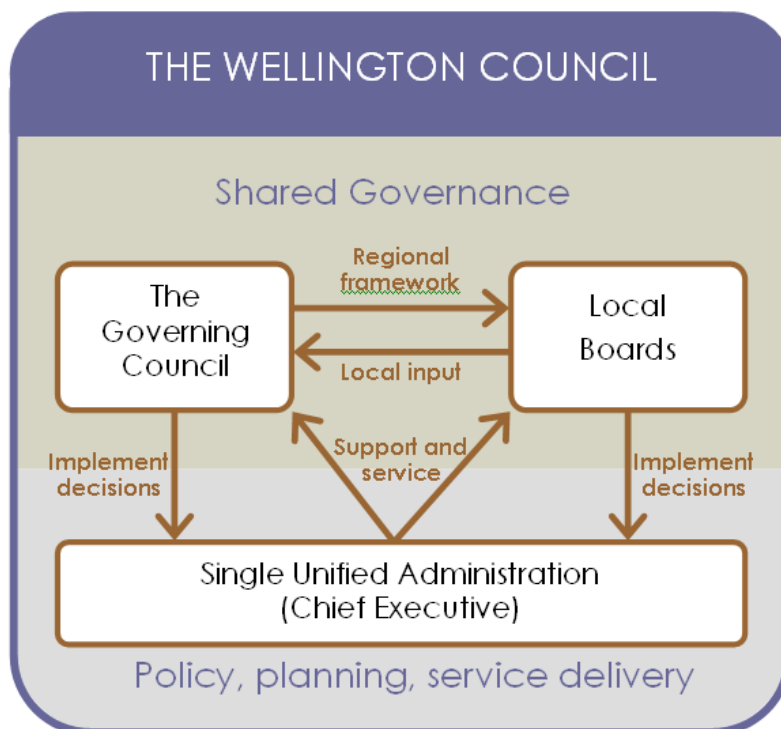 THE WELLINGTON COUNCIL
Shared Governance
The
Governing
Council
Regional
framework
Local input
Local
Boards
Implement
decisions
Support and
service
Implement
decisions
Single Unified Administration
(Chief Executive)
Policy, planning, service delivery